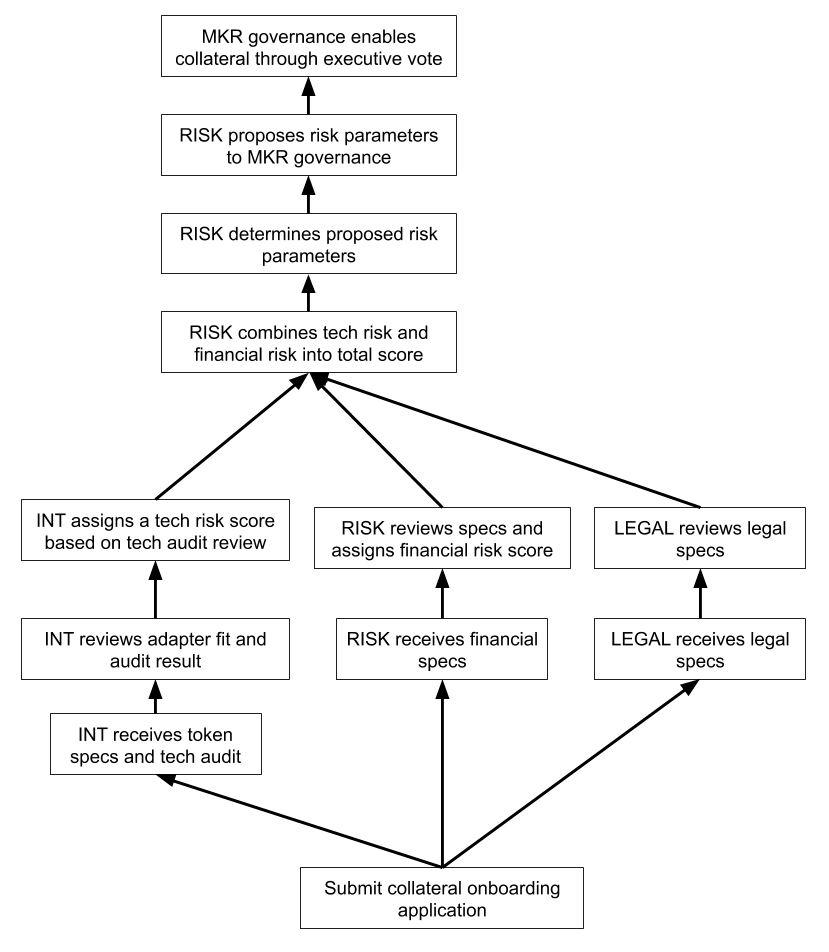 MKR governance enables
collateral through executive vote
RISK proposes risk parameters
to MKR governance
RISK determines proposed risk
parameters
RISK combines tech risk and
financial risk into total score
INT assigns a tech risk score
based on tech audit review
RISK reviews specs and
assigns financial risk score
LEGAL reviews legal
specs
INT reviews adapter fit and
audit result
RISK receives financial
specs
LEGAL receives legal
specs
INT receives token
specs and tech audit
Submit collateral onboarding
application